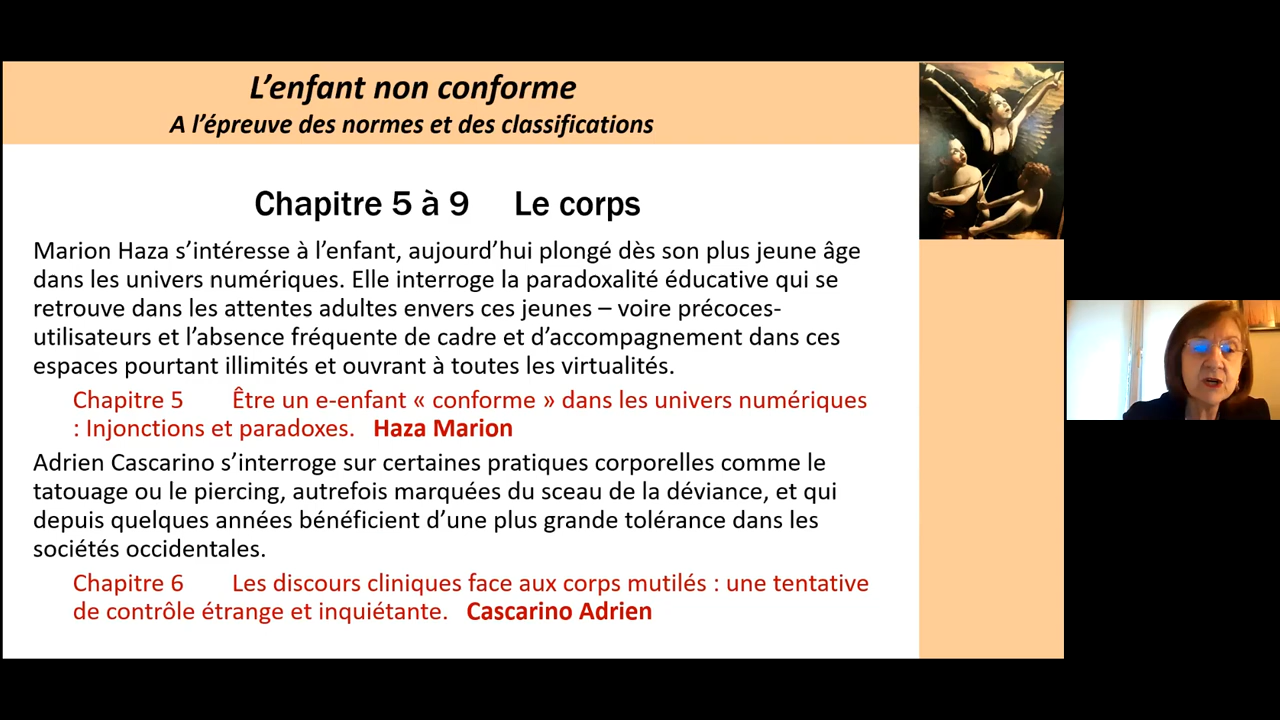 L’enfant non conforme
A l’épreuve des normes et des classifications
Chapitre 5 à 9 Le corps
Marion Haza s’intéresse à l’enfant, aujourd’hui plongé dès son plus jeune âge
dans les univers numériques. Elle interroge la paradoxalité éducative qui se
retrouve dans les attentes adultes envers ces jeunes – voire précoces-
utilisateurs et l’absence fréquente de cadre et d’accompagnement dans ces
espaces pourtant illimités et ouvrant à toutes les virtualités.
Chapitre 5 Être un e-enfant « conforme » dans les univers numériques
: Injonctions et paradoxes. Haza Marion
Adrien Cascarino s’interroge sur certaines pratiques corporelles comme le
tatouage ou le piercing, autrefois marquées du sceau de la déviance, et qui
depuis quelques années bénéficient d’une plus grande tolérance dans les
sociétés occidentales.
Chapitre 6 Les discours cliniques face aux corps mutilés : une tentative
de contrôle étrange et inquiétante. Cascarino Adrien